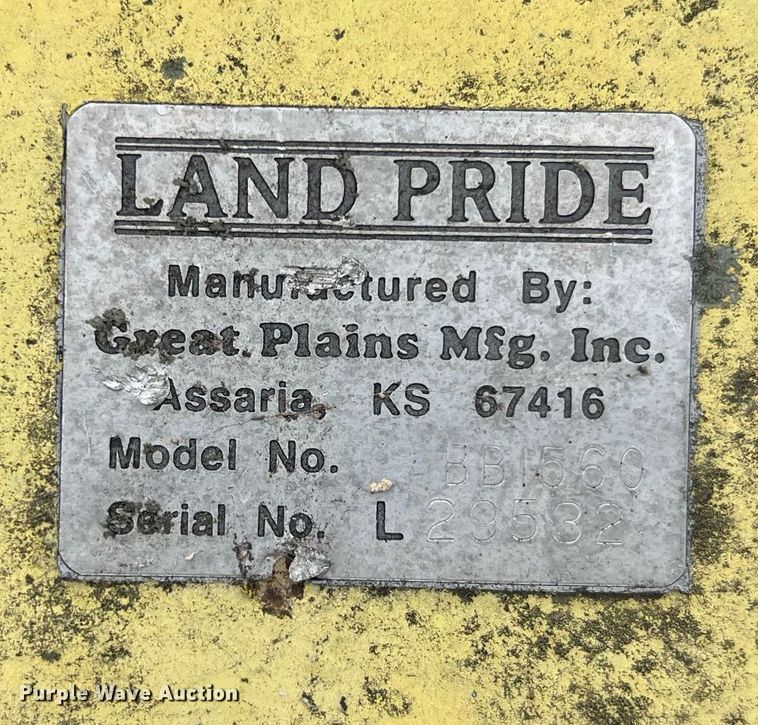 LAND PRIDE
Manufactured By:
Great Plains Mfg. Inc.
Assaria, KS 67416
Model No. BB1560
Serial No. L 23532
Purple Wave Auction